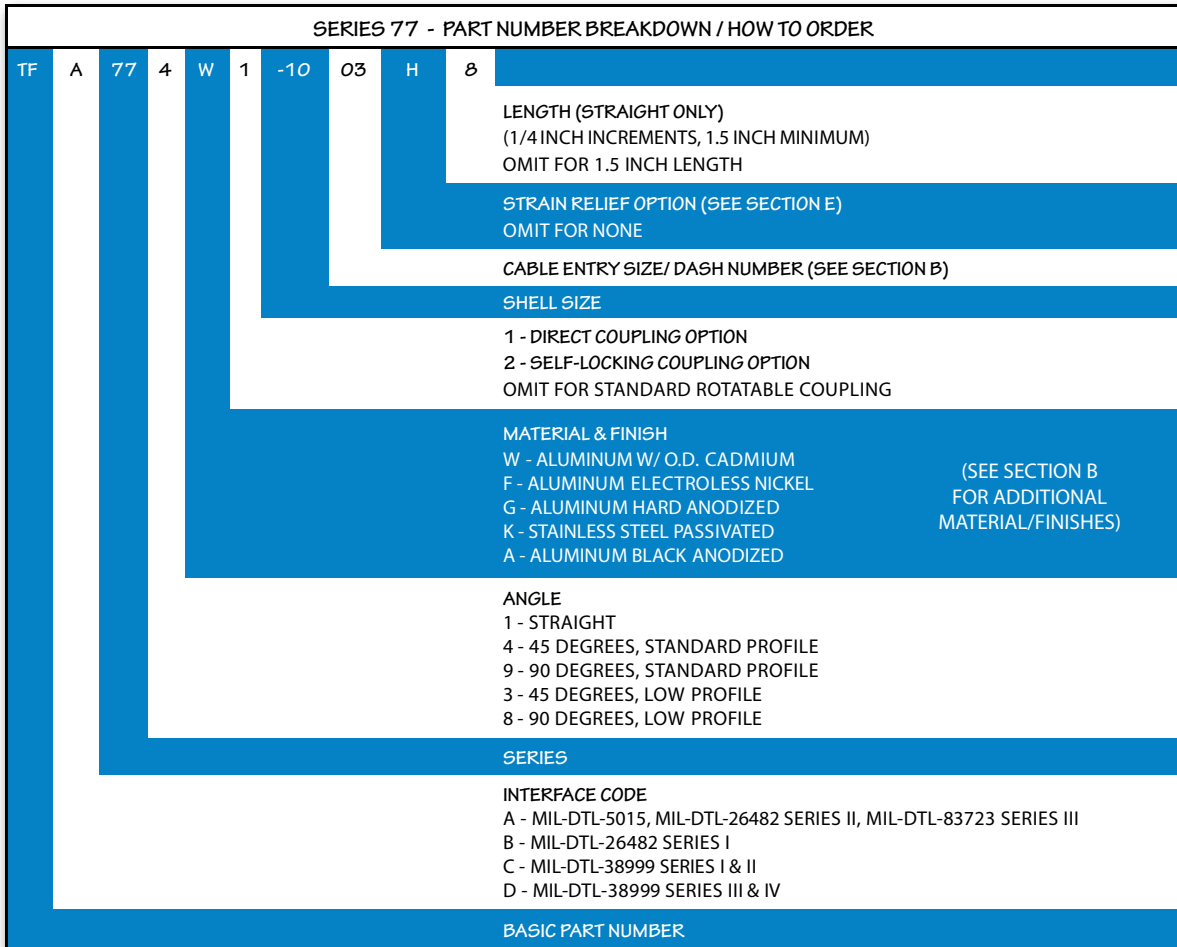 SERIES 77 - PART NUMBER BREAKDOWN / HOW TO ORDER
TF A 77 4 W 1 -10 03 H 8
LENGTH (STRAIGHT ONLY)
(1/4 INCH INCREMENTS, 1.5 INCH MINIMUM)
OMIT FOR 1.5 INCH LENGTH
STRAIN RELIEF OPTION (SEE SECTION E)
OMIT FOR NONE
CABLE ENTRY SIZE/ DASH NUMBER (SEE SECTION B)
SHELL SIZE
1 - DIRECT COUPLING OPTION
2 - SELF-LOCKING COUPLING OPTION
OMIT FOR STANDARD ROTATABLE COUPLING
MATERIAL & FINISH
W - ALUMINUM W/ O.D. CADMIUM
F - ALUMINUM ELECTROLESS NICKEL
G - ALUMINUM HARD ANODIZED
K - STAINLESS STEEL PASSIVATED
A - ALUMINUM BLACK ANODIZED
(SEE SECTION B
FOR ADDITIONAL
MATERIAL/FINISHES)
ANGLE
1 - STRAIGHT
4 - 45 DEGREES, STANDARD PROFILE
9 - 90 DEGREES, STANDARD PROFILE
3 - 45 DEGREES, LOW PROFILE
8 - 90 DEGREES, LOW PROFILE
SERIES
INTERFACE CODE
A - MIL-DTL-5015, MIL-DTL-26482 SERIES II, MIL-DTL-83723 SERIES III
B - MIL-DTL-26482 SERIES I
C - MIL-DTL-38999 SERIES I & II
D - MIL-DTL-38999 SERIES III & IV
BASIC PART NUMBER